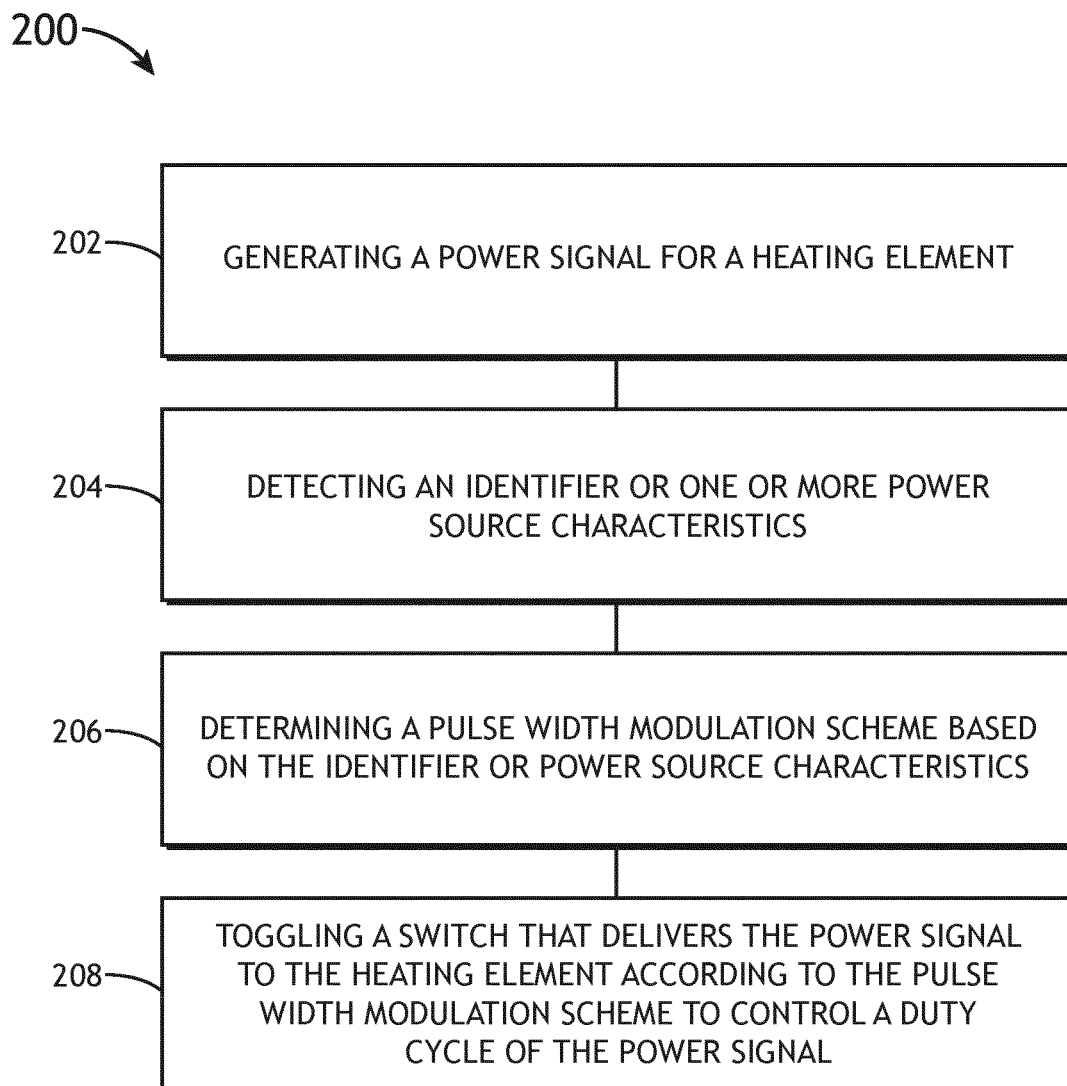 200
202
GENERATING A POWER SIGNAL FOR A HEATING ELEMENT
204
DETECTING AN IDENTIFIER OR ONE OR MORE POWER
SOURCE CHARACTERISTICS
206
DETERMINING A PULSE WIDTH MODULATION SCHEME BASED
ON THE IDENTIFIER OR POWER SOURCE CHARACTERISTICS
208
TOGGLING A SWITCH THAT DELIVERS THE POWER SIGNAL
TO THE HEATING ELEMENT ACCORDING TO THE PULSE
WIDTH MODULATION SCHEME TO CONTROL A DUTY
CYCLE OF THE POWER SIGNAL